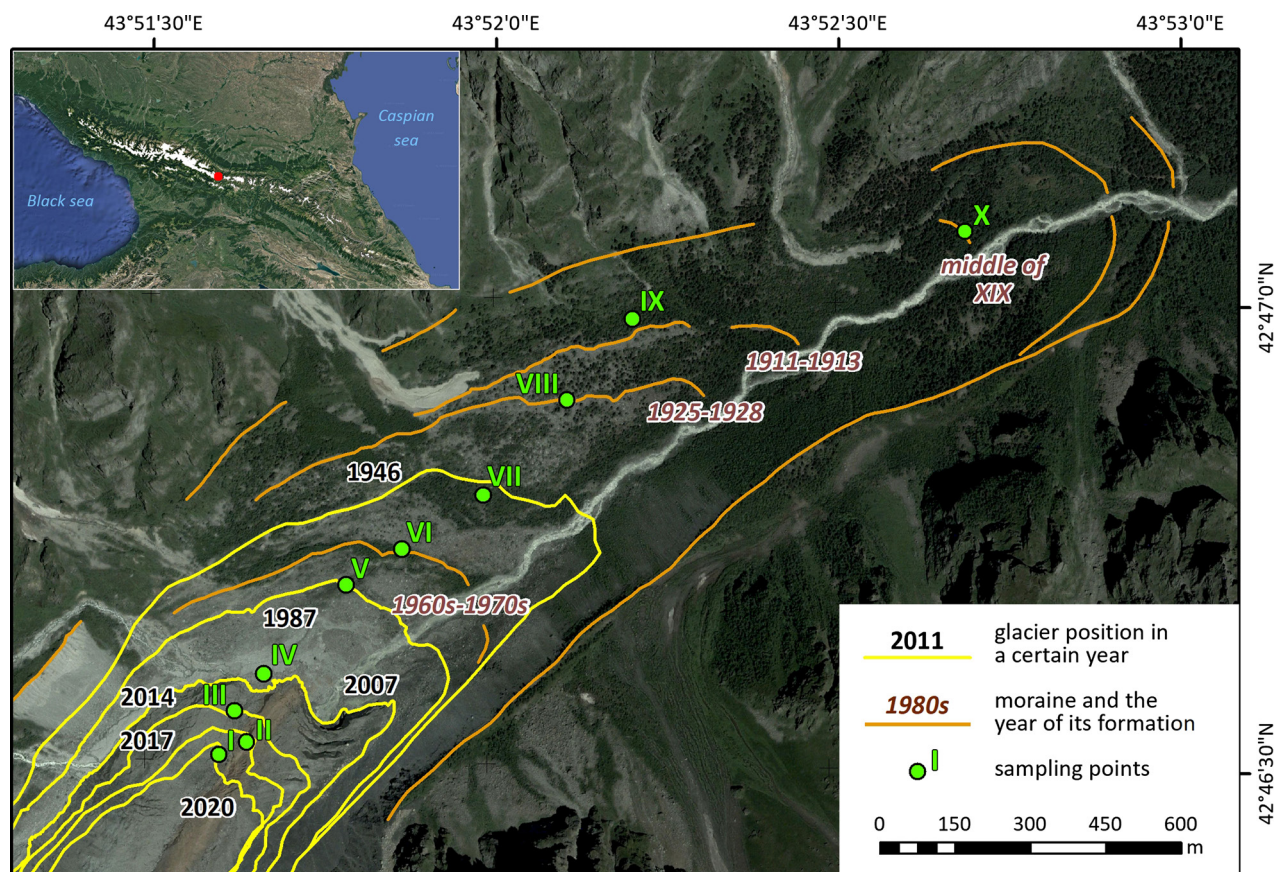 43°51'30"E
43°52'0"E
43°52'30"E
43°53'0"E
Caspian
sea
Black sea
X
middle of
XIX
IX
42°47'0"N
1911-1913
VIII
1925-1928
1946
VII
VI
V
1960s-1970s
1987
IV
2007
2014
III
2017
I
II
2020
42°46'30"N
2011
glacier position in
a certain year
1980s
moraine and the
year of its formation
I
sampling points
0 150 300 450 600
m